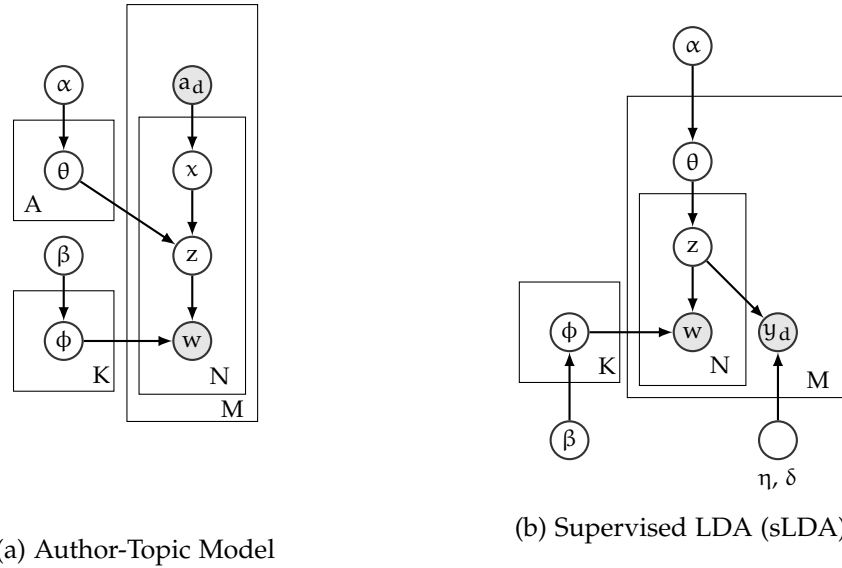 α
a_d
θ
x
A
β
z
ϕ
w
K
N
M
(a) Author-Topic Model
α
θ
z
ϕ
w
y_d
K
N
M
β
η, δ
(b) Supervised LDA (sLDA)